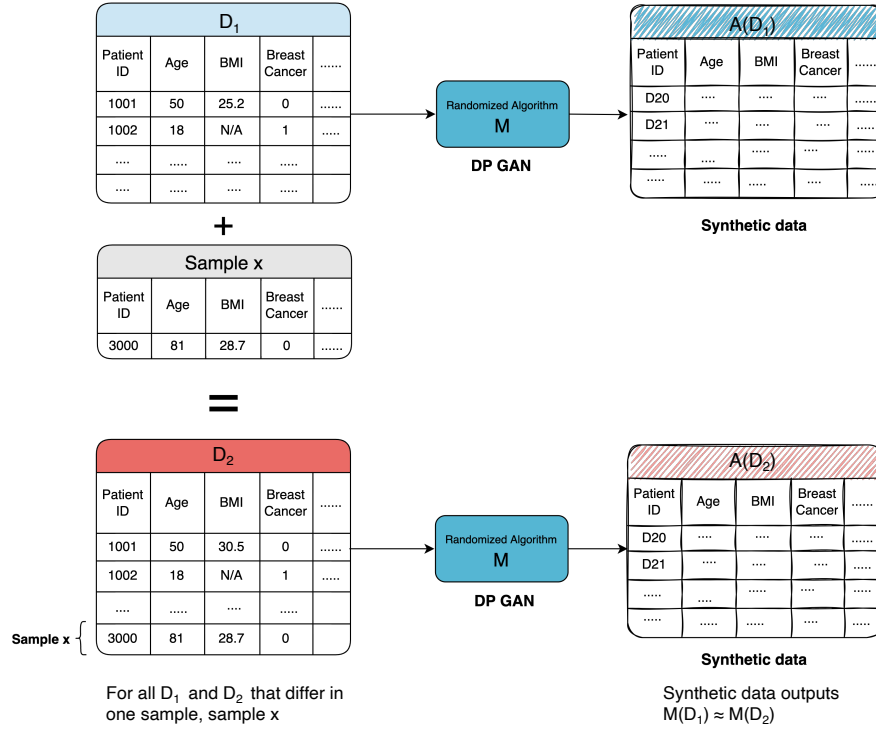 D₁
Patient ID Age BMI Breast Cancer ......
1001 50 25.2 0 ......
1002 18 N/A 1 .....
.... ..... .... .....
.... ..... .... .....
Randomized Algorithm
M
DP GAN
A(D₁)
Patient ID Age BMI Breast Cancer ......
D20 .... .... .... ......
D21 .... .... .... ......
..... .... ..... .... .....
..... ..... ..... .... .....
Synthetic data
+
Sample x
Patient ID Age BMI Breast Cancer ......
3000 81 28.7 0 ......
=
D₂
Patient ID Age BMI Breast Cancer ......
1001 50 30.5 0 ......
1002 18 N/A 1 .....
.... ..... .... .....
Sample x
3000 81 28.7 0
Randomized Algorithm
M
DP GAN
A(D₂)
Patient ID Age BMI Breast Cancer ......
D20 .... .... .... ......
D21 .... .... .... ......
..... .... ..... .... .....
..... ..... ..... .... .....
Synthetic data
For all D₁ and D₂ that differ in
one sample, sample x
Synthetic data outputs
M(D₁) ≈ M(D₂)